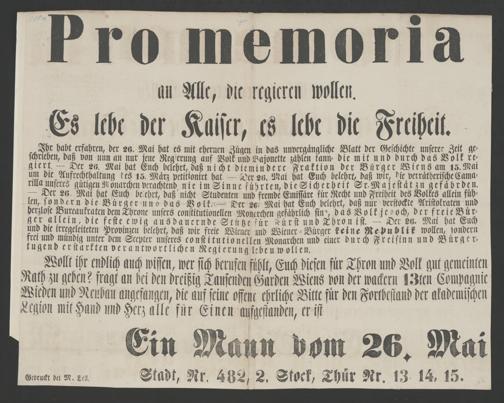 Pro memoria
an Alle, die regieren wollen.
Es lebe der Kaiser, es lebe die Freiheit.
Ihr habt erfahren, der 26. Mai hat es mit ehernen Zügen in das unvergängliche Blatt der Geschichte unserer Zeit ge-
schrieben, daß von nun an nur jene Regierung auf Volk und Bajonette zählen kann, die mit und durch das Volk re-
giert. — Der 26. Mai hat Euch belehrt, daß nicht die mindere Fraction der Bürger Wiens am 15. Mai
um die Aufrechthaltung des 15. März petitionirt hat. — Der 26. Mai hat Euch belehrt, daß wir, die verrätherische Cama-
rilla unseres gütigen Monarchen verachtend nie im Sinne führten, die Sicherheit Sr. Majestät zu gefährden.
— Der 26. Mai hat Euch belehrt, daß nicht Studenten und fremde Emissäre für Recht und Freiheit des Volkes allein füh-
len, sondern die Bürger und das Volk. — Der 26. Mai hat Euch belehrt, daß nur verstockte Aristokraten und
herzlose Bureaukraten dem Throne unseres constitutionellen Monarchen gefährlich sind, das Volk jedoch, der freie Bür-
ger allein, die feste ewig ausdauernde Stütze für Fürst und Thron ist. — Der 26. Mai hat Euch
und die irregeleiteten Provinzen belehrt, daß wir freie Wiener und Wiener-Bürger keine Republik wollen, sondern
frei und mündig unter dem Scepter unseres constitutionellen Monarchen und einer durch Freisinn und Bürger-
tugend erstarkten verantwortlichen Regierung leben wollen.
Wollt ihr endlich auch wissen, wer sich berufen fühlt, Euch diesen für Thron und Volk gut gemeinten
Rath zu geben? fragt an bei den dreißig Tausenden Garden Wiens von der wackern 13ten Compagnie
Wieden und Neubau angefangen, die auf seine offene ehrliche Bitte für den Fortbestand der akademischen
Legion mit Hand und Herz alle für Einen aufgestanden, er ist
Ein Mann vom 26. Mai
Stadt, Nr. 482, 2. Stock, Thür Nr. 13 14, 15.
Gedruckt bei M. Lell.